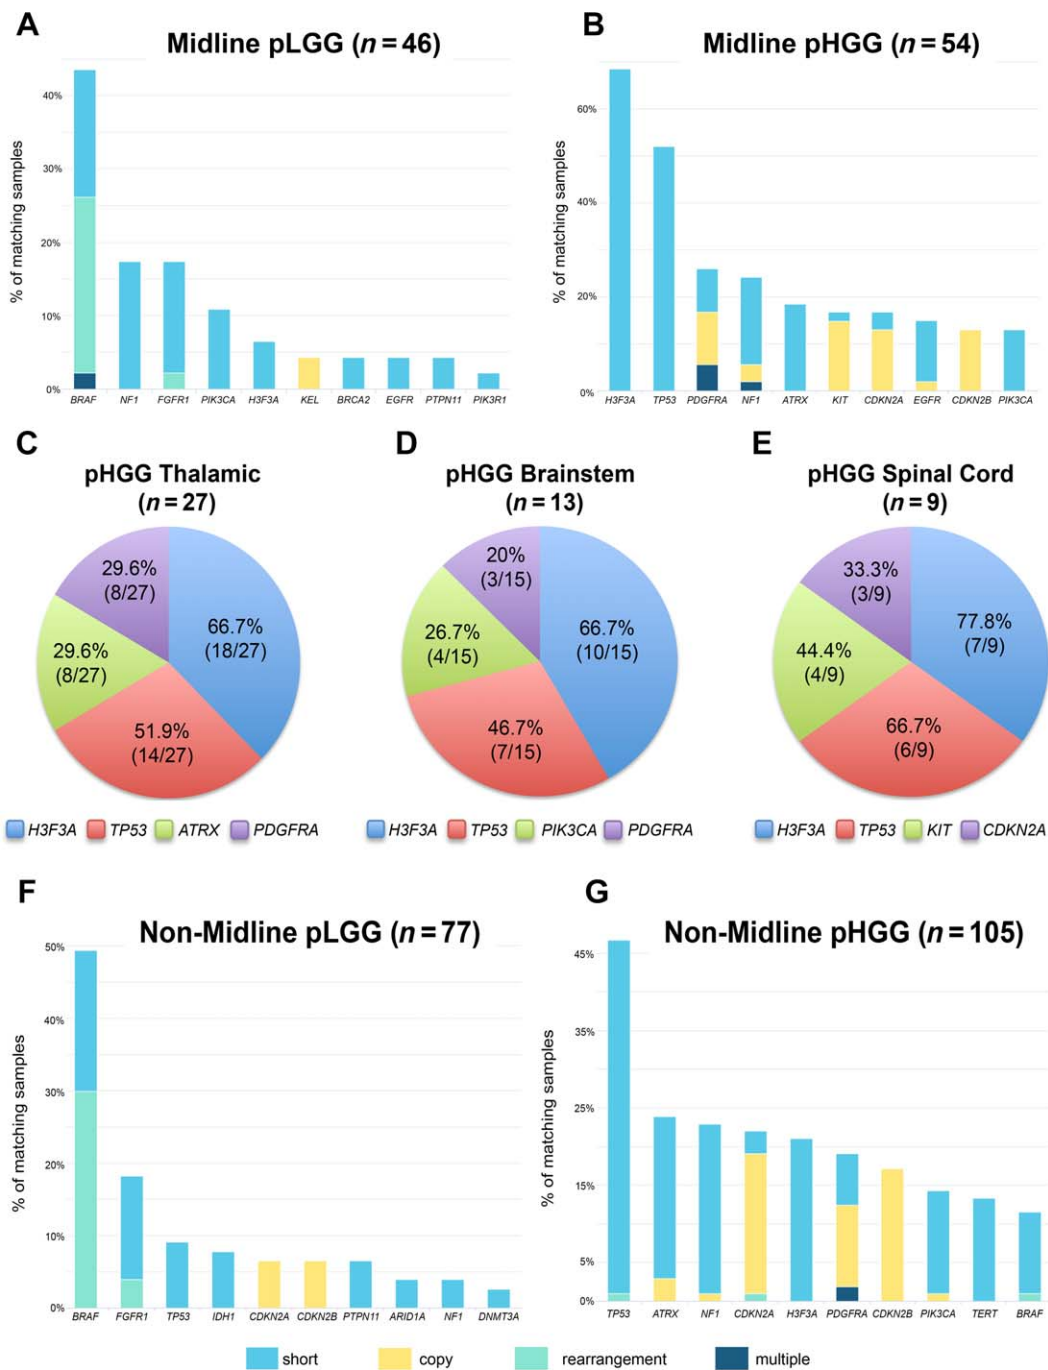 A
Midline pLGG (n = 46)
% of matching samples
40%
30%
20%
10%
0%
BRAF NF1 FGFR1 PIK3CA H3F3A KEL BRCA2 EGFR PTPN11 PIK3R1
B
Midline pHGG (n = 54)
% of matching samples
60%
40%
20%
0%
H3F3A TP53 PDGFRA NF1 ATRX KIT CDKN2A EGFR CDKN2B PIK3CA
C
pHGG Thalamic
(n = 27)
29.6%
(8/27)
66.7%
(18/27)
29.6%
(8/27)
51.9%
(14/27)
H3F3A TP53 ATRX PDGFRA
D
pHGG Brainstem
(n = 13)
20%
(3/15)
66.7%
(10/15)
26.7%
(4/15)
46.7%
(7/15)
H3F3A TP53 PIK3CA PDGFRA
E
pHGG Spinal Cord
(n = 9)
33.3%
(3/9)
77.8%
(7/9)
44.4%
(4/9)
66.7%
(6/9)
H3F3A TP53 KIT CDKN2A
F
Non-Midline pLGG (n = 77)
% of matching samples
50%
40%
30%
20%
10%
0%
BRAF FGFR1 TP53 IDH1 CDKN2A CDKN2B PTPN11 ARID1A NF1 DNMT3A
G
Non-Midline pHGG (n = 105)
% of matching samples
45%
35%
25%
15%
5%
0%
TP53 ATRX NF1 CDKN2A H3F3A PDGFRA CDKN2B PIK3CA TERT BRAF
short copy rearrangement multiple